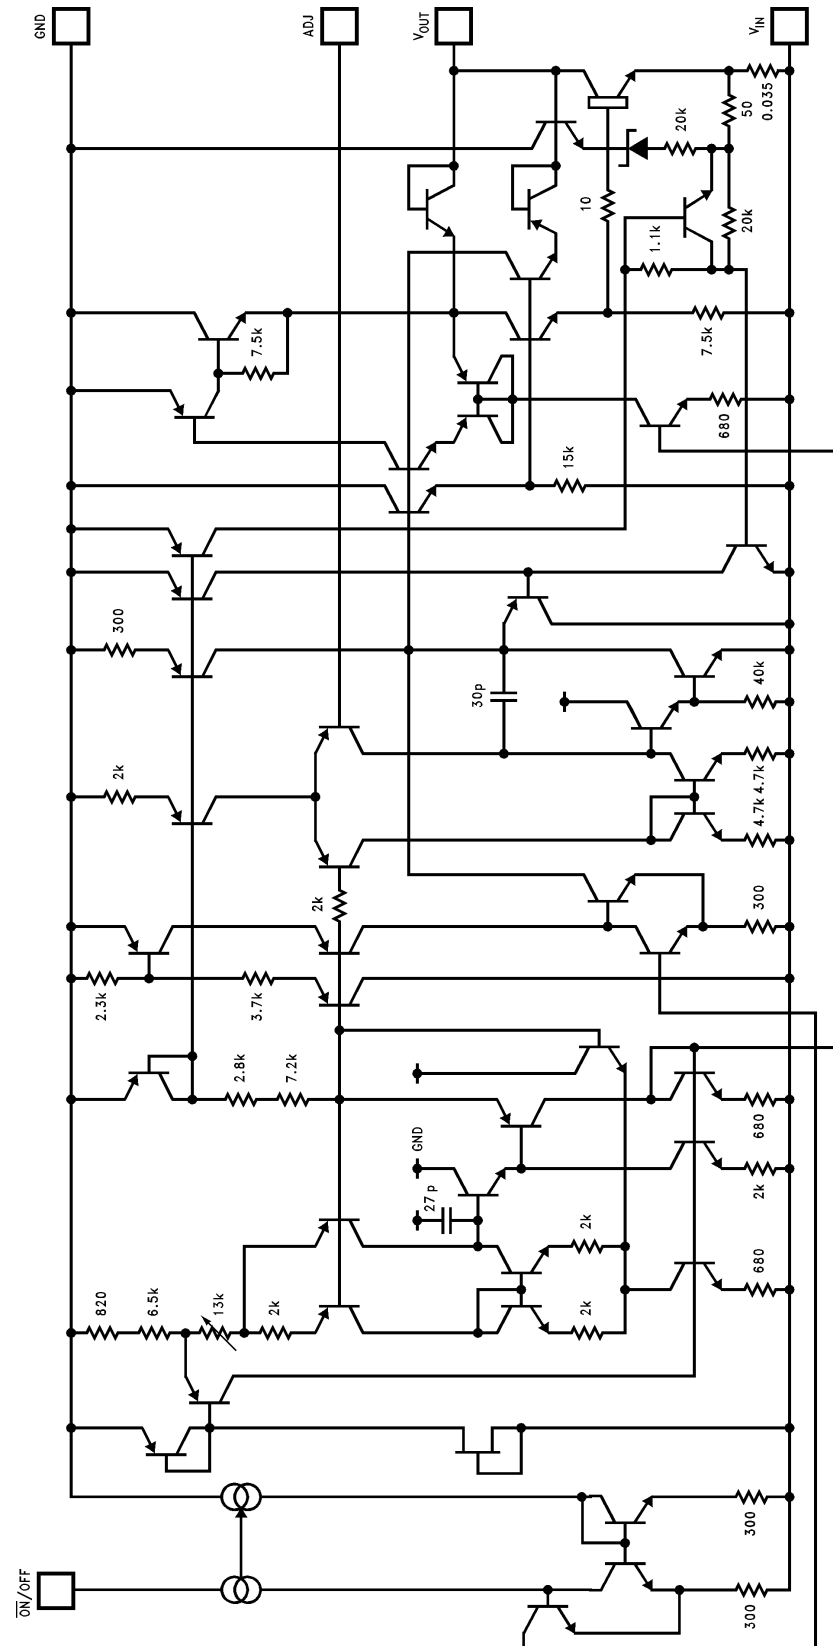 GND
ADJ
VOUT
VIN
0.035
50
20k
10
20k
1.1k
7.5k
7.5k
680
15k
300
30p
40k
2k
4.7k
4.7k
2k
300
2.3k
3.7k
2.8k
7.2k
GND
680
27p
2k
2k
820
6.5k
13k
2k
2k
680
300
ON/OFF
300